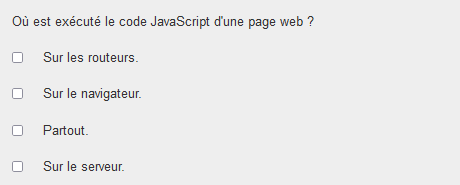 Où est exécuté le code JavaScript d'une page web ?
Sur les routeurs.
Sur le navigateur.
Partout.
Sur le serveur.